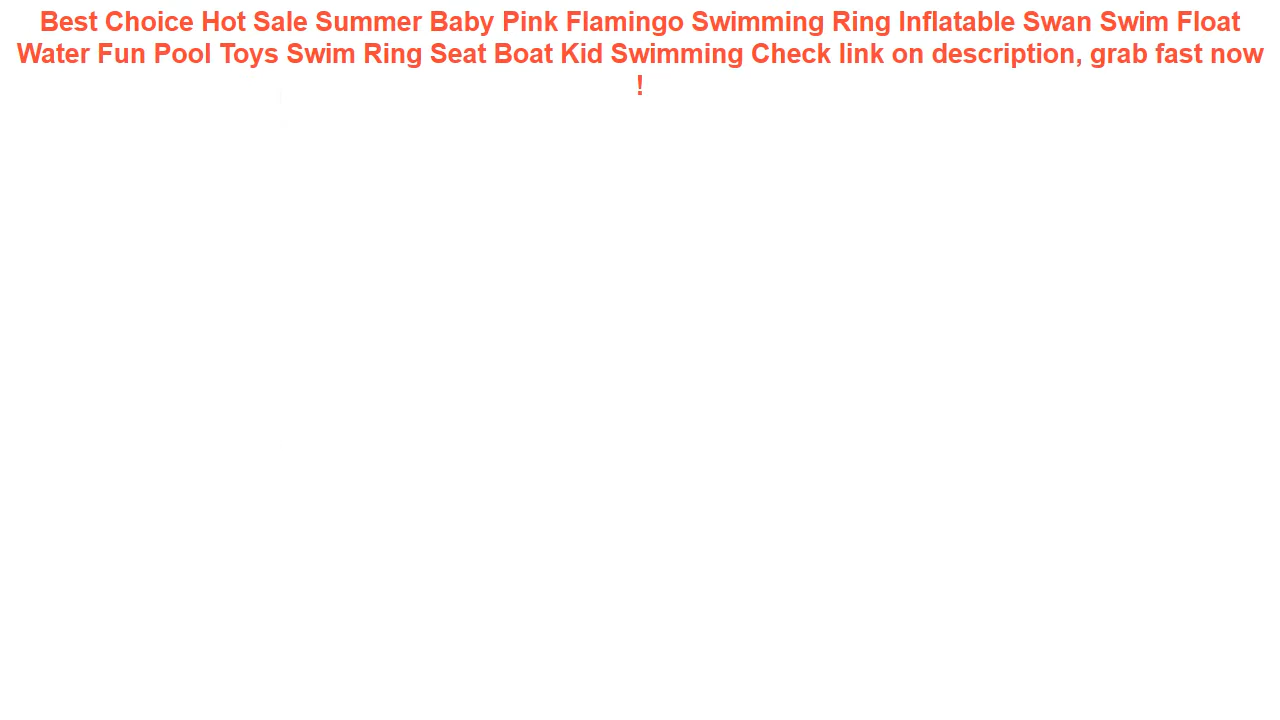 Best Choice Hot Sale Summer Baby Pink Flamingo Swimming Ring Inflatable Swan Swim Float
Water Fun Pool Toys Swim Ring Seat Boat Kid Swimming Check link on description, grab fast now
!